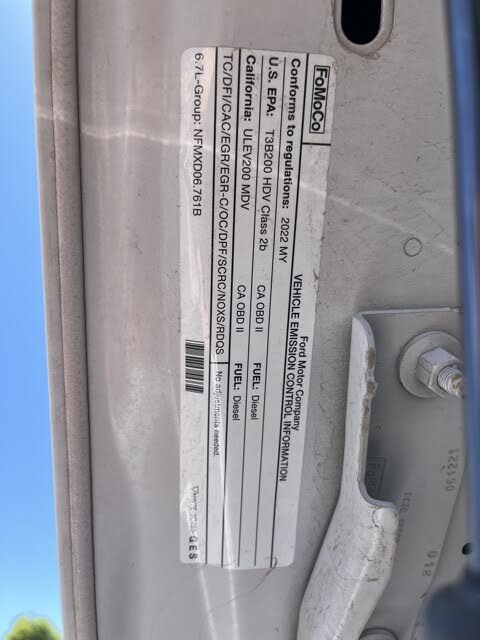 FoMoCo
Ford Motor Company
VEHICLE EMISSION CONTROL INFORMATION
Conforms to regulations: 2022 MY
U.S. EPA: T3B200 HDV Class 2b CA OBD II FUEL: Diesel
California: ULEV200 MDV CA OBD II FUEL: Diesel
TC/DFI/CAC/EGR/EGR-C/OC/DPF/SCRC/NOXS/RDQS No adjustments needed.
6.7L-Group: NFMXD06.761B
QES